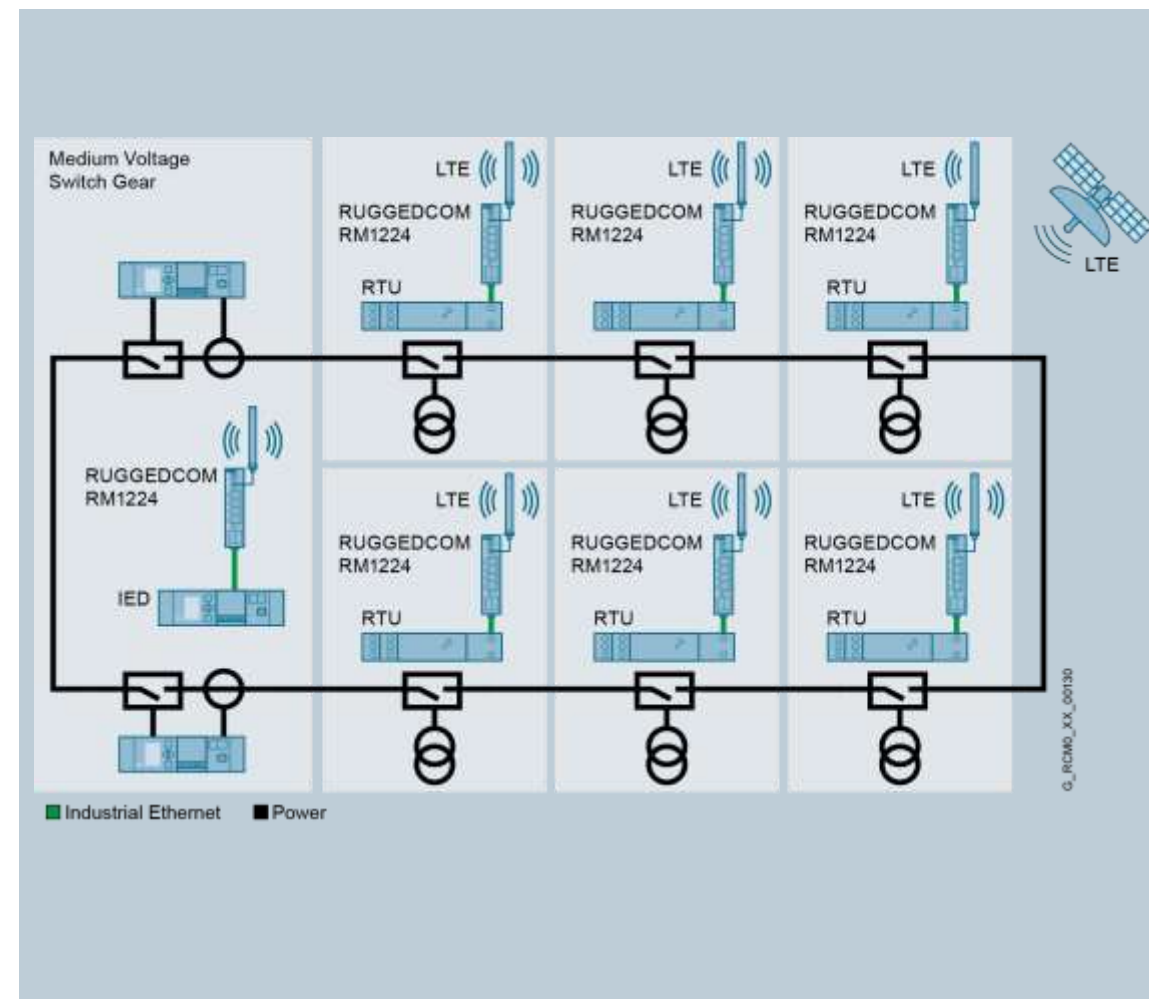 Medium Voltage
Switch Gear
LTE
RUGGEDCOM
RM1224
RTU
LTE
RUGGEDCOM
RM1224
LTE
RUGGEDCOM
RM1224
RTU
LTE
RUGGEDCOM
RM1224
IED
LTE
RUGGEDCOM
RM1224
RTU
LTE
RUGGEDCOM
RM1224
RTU
LTE
RUGGEDCOM
RM1224
RTU
G_RCM0_XX_00130
Industrial Ethernet
Power